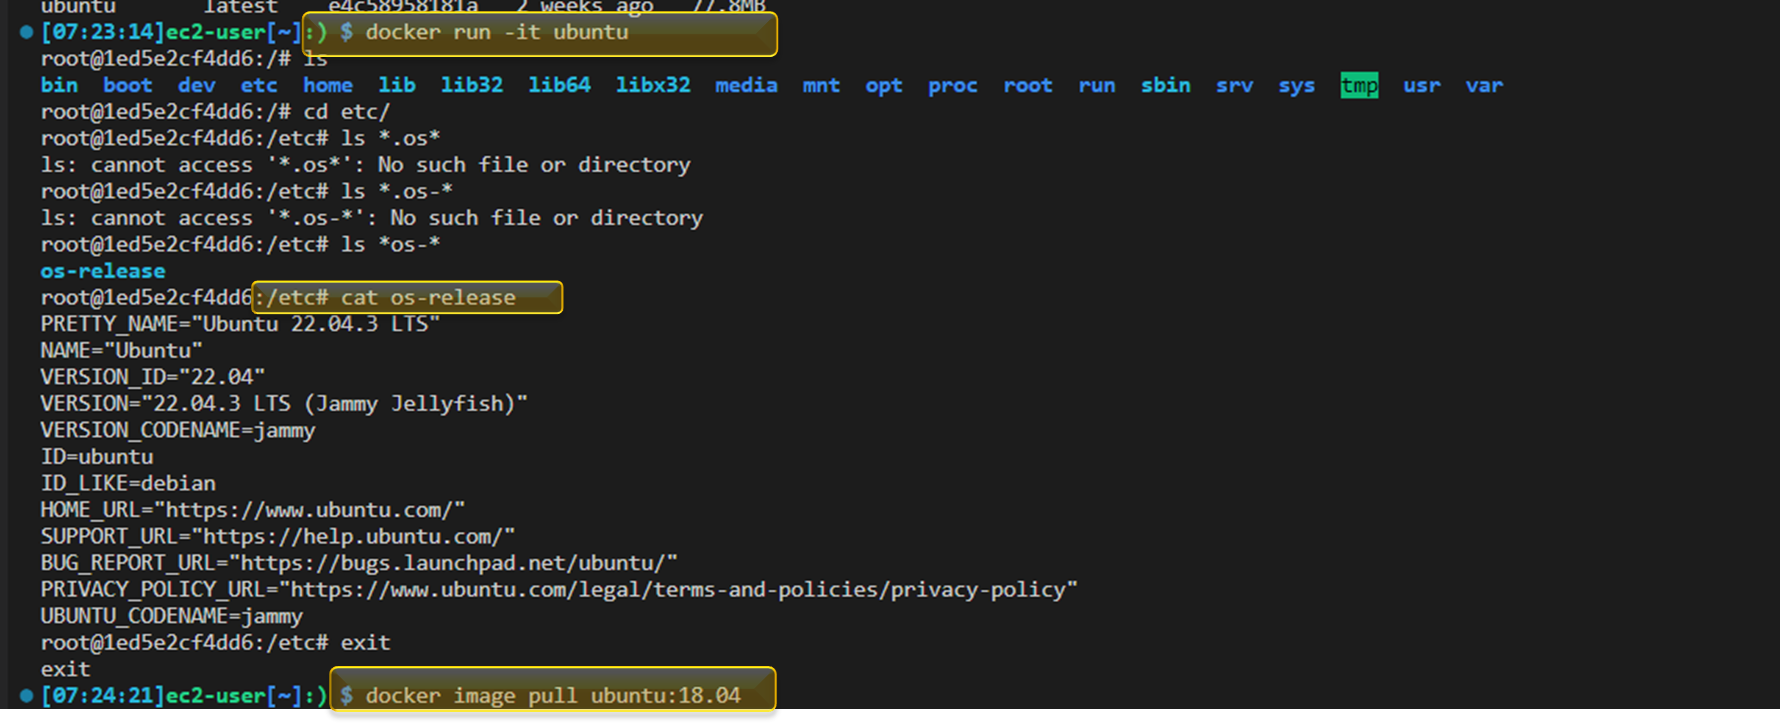 ubuntu latest e4c58958181a 2 weeks ago 77.8MB
[07:23:14]ec2-user[~]:) $ docker run -it ubuntu
root@1ed5e2cf4dd6:/# ls
bin boot dev etc home lib lib32 lib64 libx32 media mnt opt proc root run sbin srv sys tmp usr var
root@1ed5e2cf4dd6:/# cd etc/
root@1ed5e2cf4dd6:/etc# ls *.os*
ls: cannot access '*.os*': No such file or directory
root@1ed5e2cf4dd6:/etc# ls *.os-*
ls: cannot access '*.os-*': No such file or directory
root@1ed5e2cf4dd6:/etc# ls *os-*
os-release
root@1ed5e2cf4dd6:/etc# cat os-release
PRETTY_NAME="Ubuntu 22.04.3 LTS"
NAME="Ubuntu"
VERSION_ID="22.04"
VERSION="22.04.3 LTS (Jammy Jellyfish)"
VERSION_CODENAME=jammy
ID=ubuntu
ID_LIKE=debian
HOME_URL="https://www.ubuntu.com/"
SUPPORT_URL="https://help.ubuntu.com/"
BUG_REPORT_URL="https://bugs.launchpad.net/ubuntu/"
PRIVACY_POLICY_URL="https://www.ubuntu.com/legal/terms-and-policies/privacy-policy"
UBUNTU_CODENAME=jammy
root@1ed5e2cf4dd6:/etc# exit
exit
[07:24:21]ec2-user[~]:) $ docker image pull ubuntu:18.04